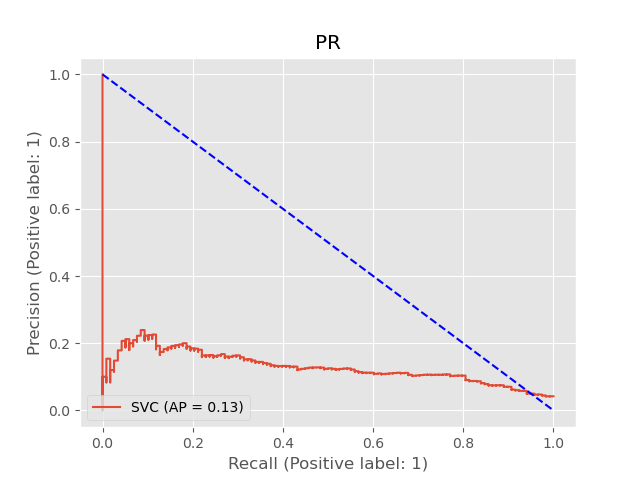 PR
Precision (Positive label: 1)
1.0
0.8
0.6
0.4
0.2
0.0
SVC (AP = 0.13)
0.0 0.2 0.4 0.6 0.8 1.0
Recall (Positive label: 1)